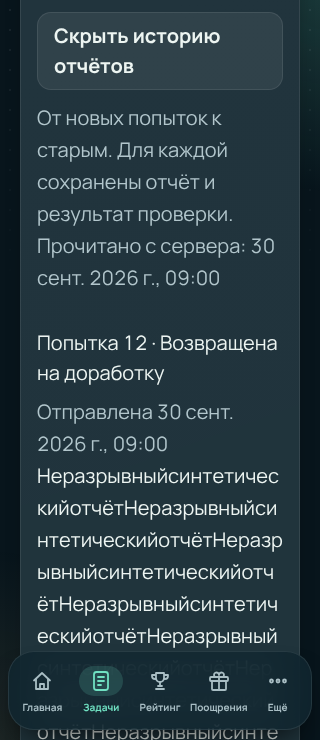 Скрыть историю
отчётов
От новых попыток к
старым. Для каждой
сохранены отчёт и
результат проверки.
Прочитано с сервера: 30
сент. 2026 г., 09:00
Попытка 12 · Возвращена
на доработку
Отправлена 30 сент.
2026 г., 09:00
Неразрывныйсинтетичес
кийотчётНеразрывныйси
нтетическийотчётНеразр
ывныйсинтетическийотч
ётНеразрывныйсинтетич
ескийотчётНеразрывный
Главная
Задачи
Рейтинг
Поощрения
Ещё